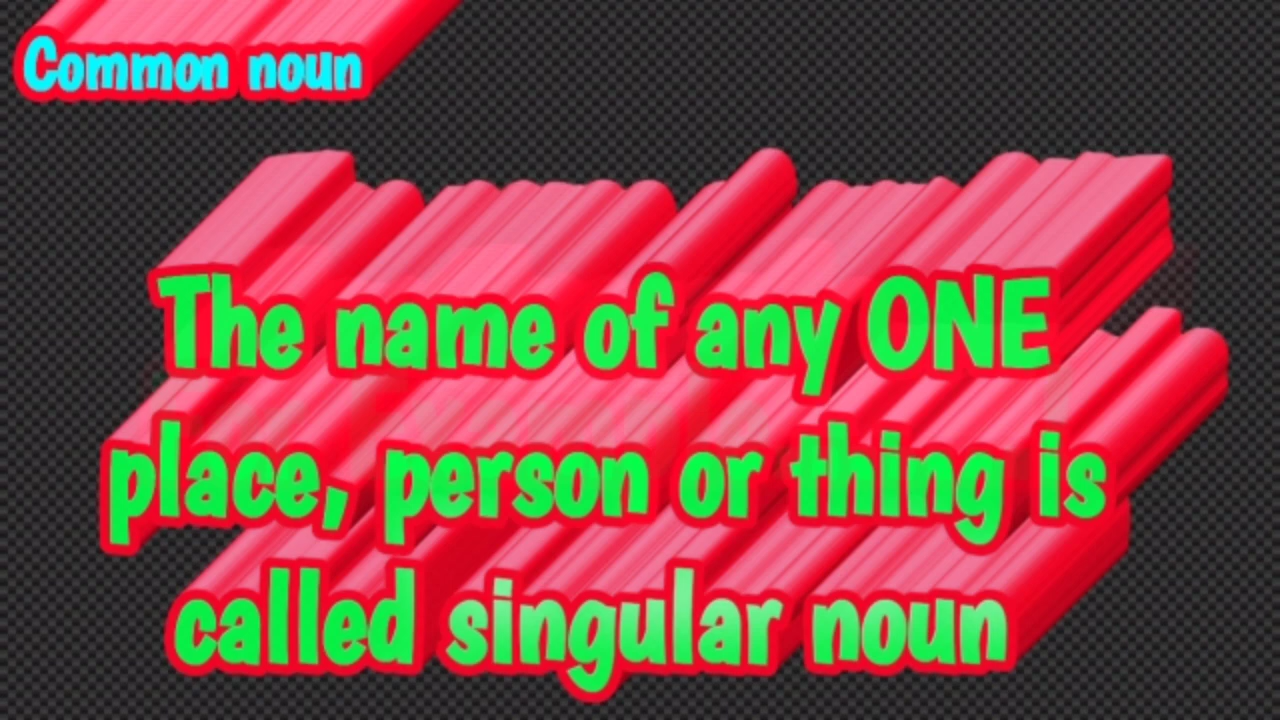 Common noun
The name of any ONE
place, person or thing is
called singular noun